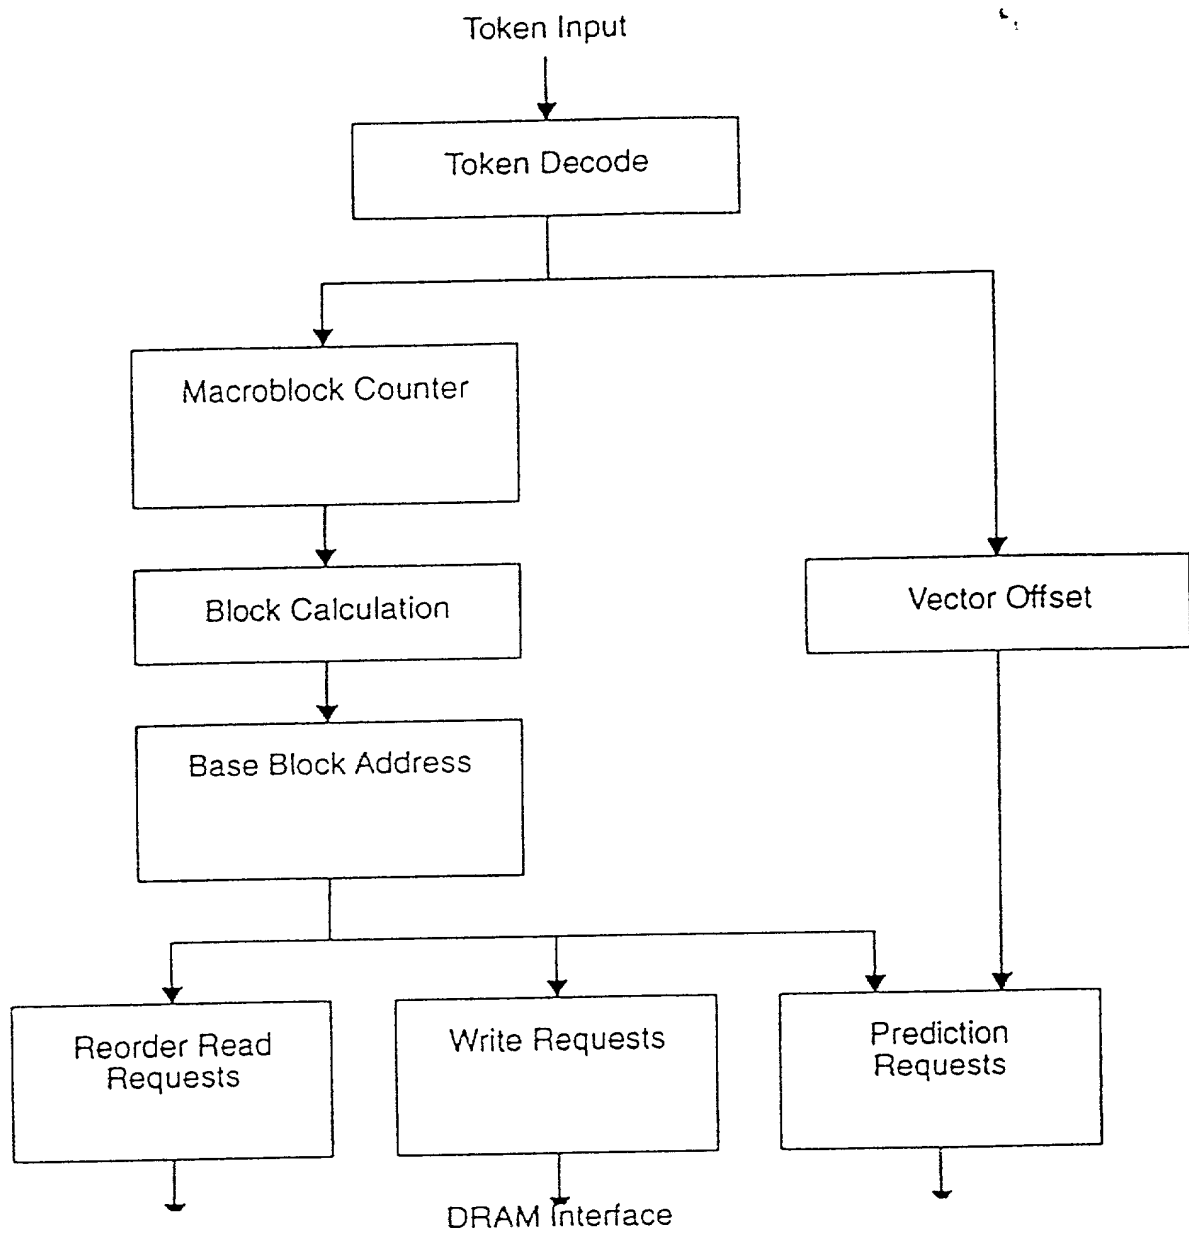 Token Input
Token Decode
Macroblock Counter
Block Calculation
Vector Offset
Base Block Address
Reorder Read
Requests
Write Requests
Prediction
Requests
DRAM Interface